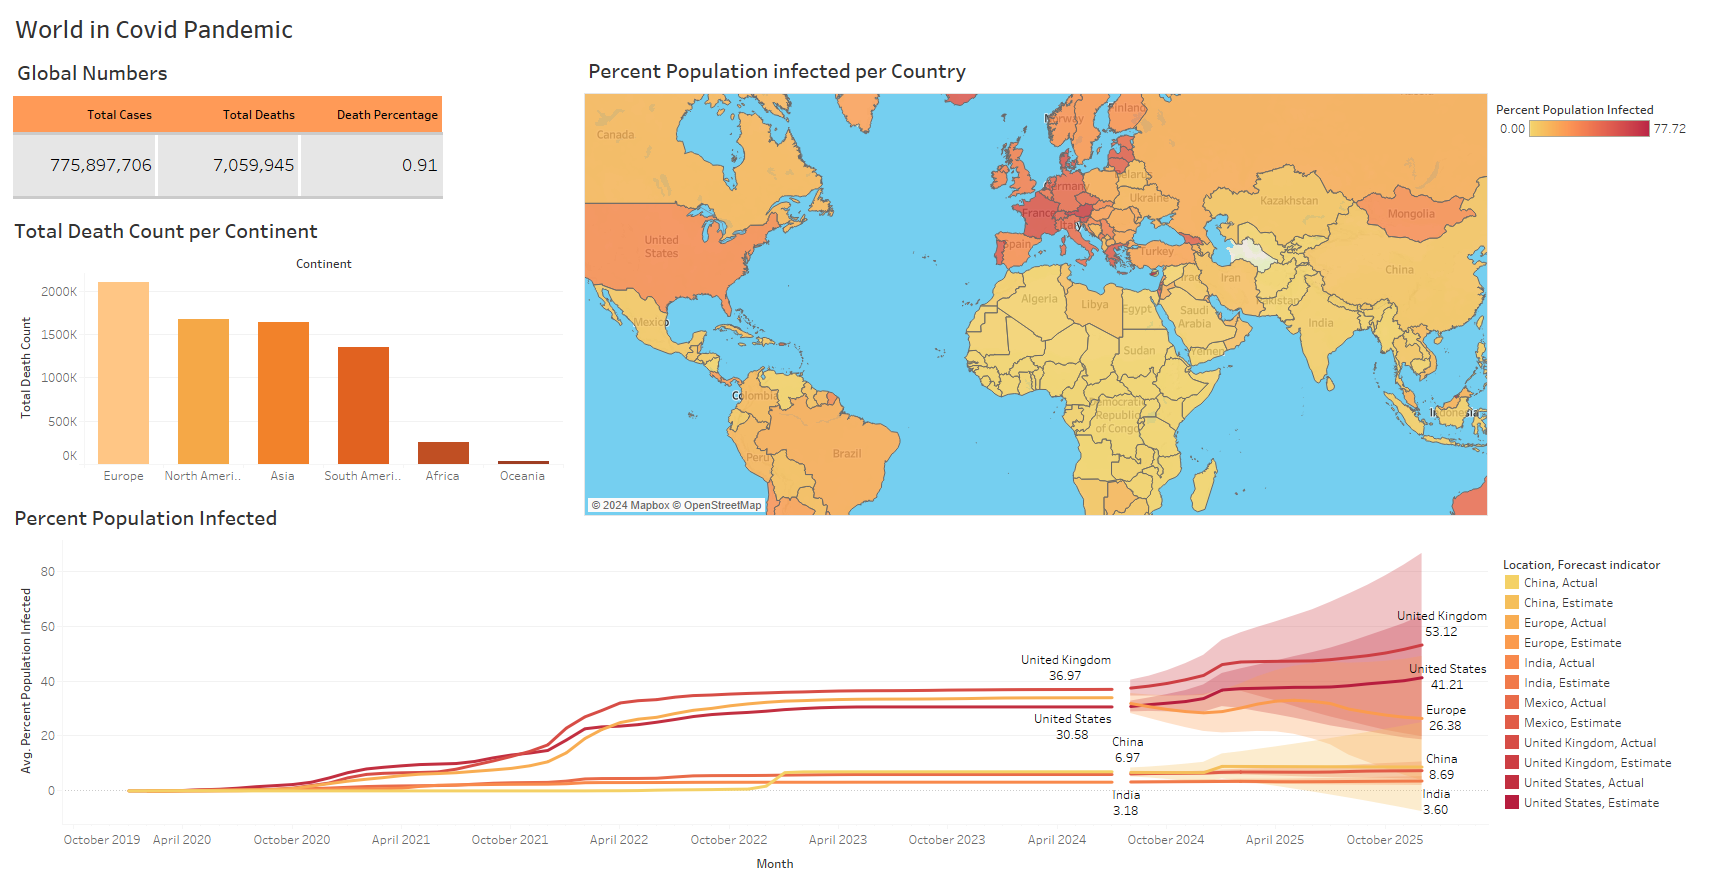 World in Covid Pandemic
Global Numbers
Total Cases
Total Deaths
Death Percentage
775,897,706
7,059,945
0.91
Total Death Count per Continent
Continent
Total Death Count
2000K
1500K
1000K
500K
0K
Europe
North Ameri..
Asia
South Ameri..
Africa
Oceania
Percent Population infected per Country
Canada
United
States
Mexico
Colombia
Peru
Brazil
Norway
Finland
Belarus
Germany
Ukraine
France
Italy
Spain
Turkey
Kazakhstan
Mongolia
China
Iraq
Iran
Pakistan
Algeria
Libya
Egypt
Saudi
Arabia
India
Sudan
Yemen
Democratic
Republic
of Congo
Indonesia
© 2024 Mapbox © OpenStreetMap
Percent Population Infected
0.00
77.72
Percent Population Infected
Avg. Percent Population Infected
80
60
40
20
0
United Kingdom
36.97
United States
30.58
China
6.97
India
3.18
United Kingdom
53.12
United States
41.21
Europe
26.38
China
8.69
India
3.60
October 2019
April 2020
October 2020
April 2021
October 2021
April 2022
October 2022
April 2023
October 2023
April 2024
October 2024
April 2025
October 2025
Month
Location, Forecast indicator
China, Actual
China, Estimate
Europe, Actual
Europe, Estimate
India, Actual
India, Estimate
Mexico, Actual
Mexico, Estimate
United Kingdom, Actual
United Kingdom, Estimate
United States, Actual
United States, Estimate